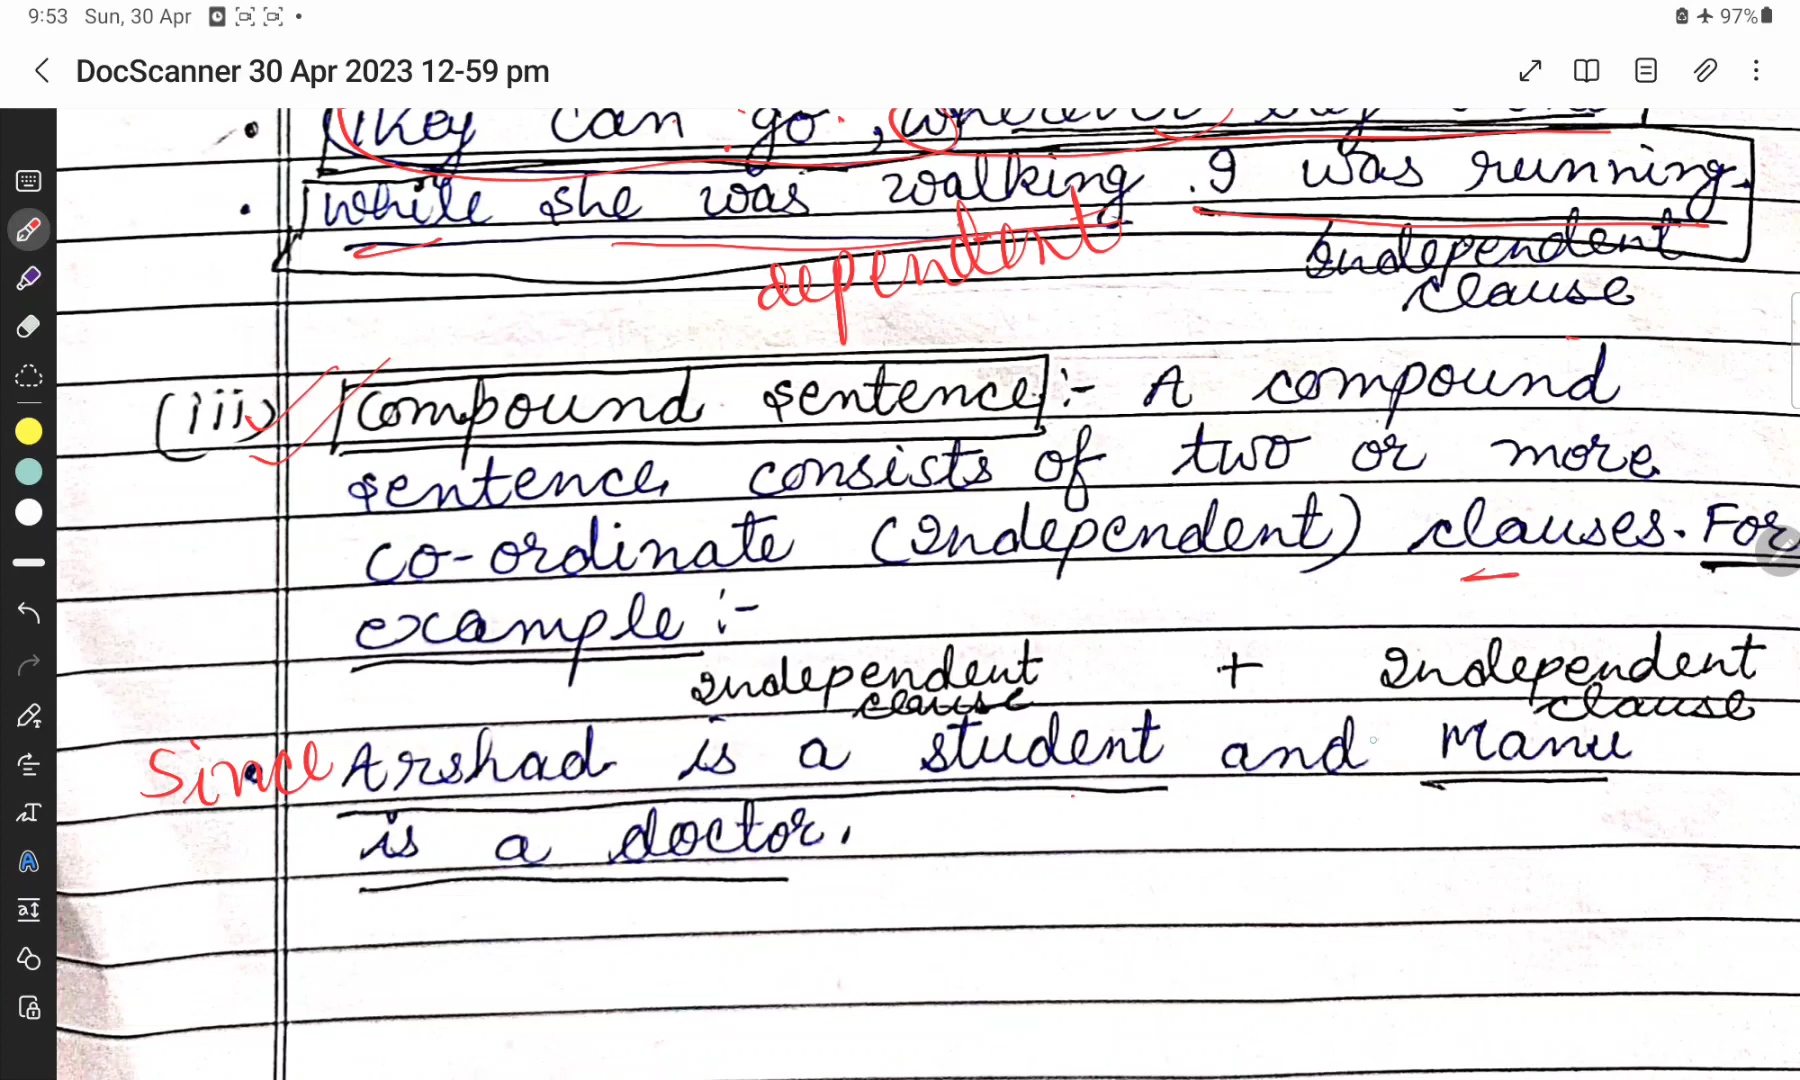 9:53 Sun, 30 Apr
97%
DocScanner 30 Apr 2023 12-59 pm
can go, wherever they
while she was walking . I was running.
dependent
Independent
clause
(iii) Compound sentence :- A compound
sentence consists of two or more
co-ordinate (Independent) clauses. For
example :-
Independent + Independent
clause clause
Since Arshad is a student and Manu
is a doctor.